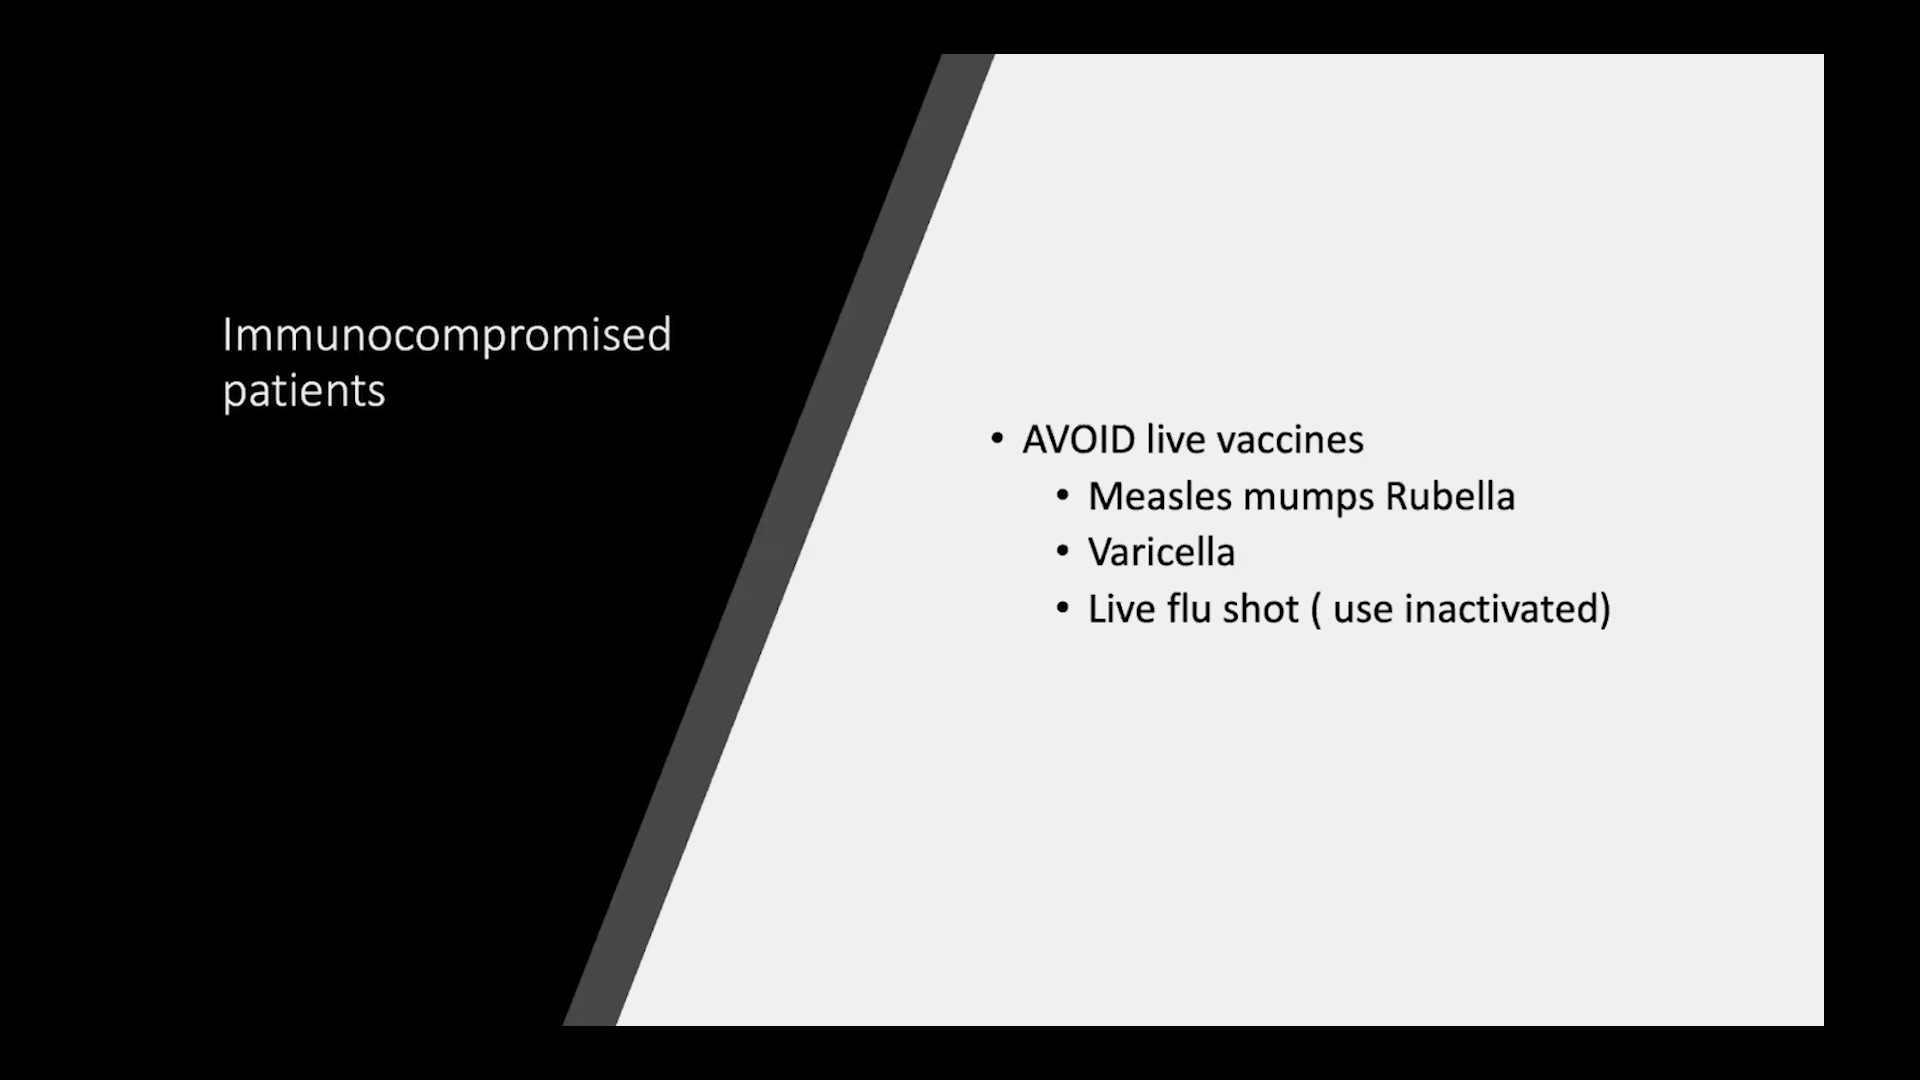 Immunocompromised
patients
• AVOID live vaccines
• Measles mumps Rubella
• Varicella
• Live flu shot ( use inactivated)